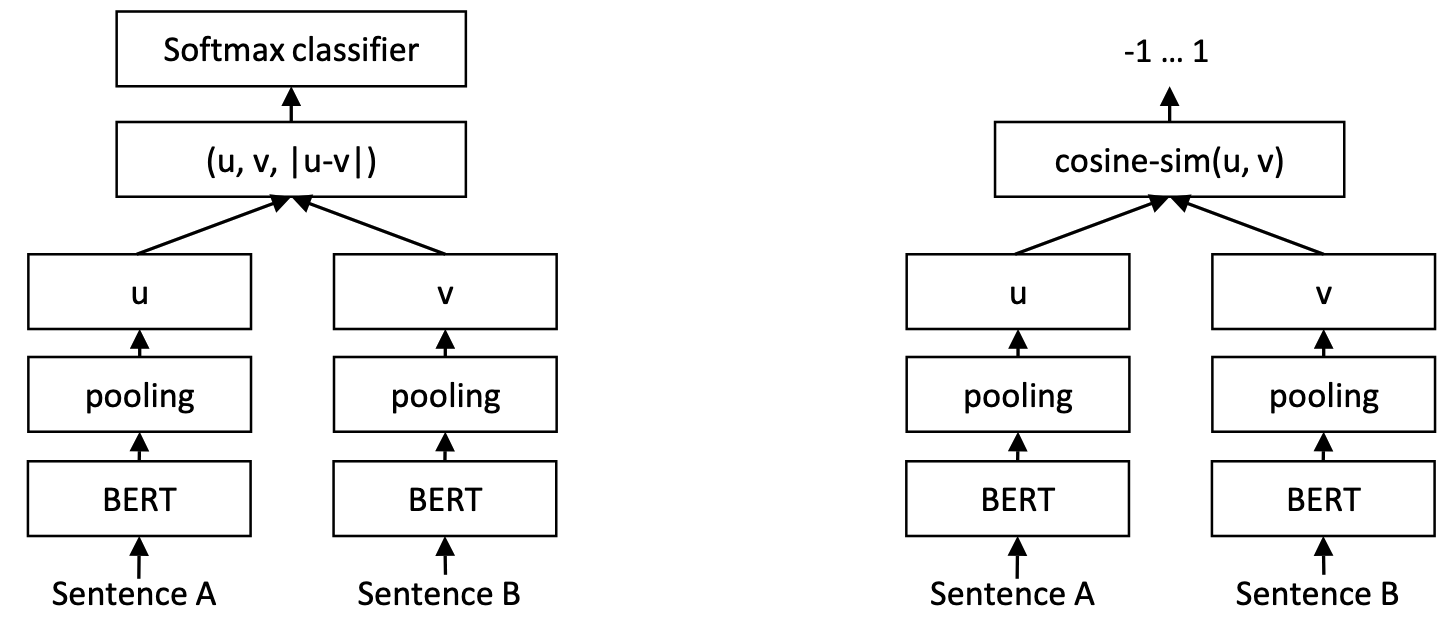 Softmax classifier
(u, v, |u-v|)
u
v
pooling
pooling
BERT
BERT
Sentence A
Sentence B
-1 … 1
cosine-sim(u, v)
u
v
pooling
pooling
BERT
BERT
Sentence A
Sentence B